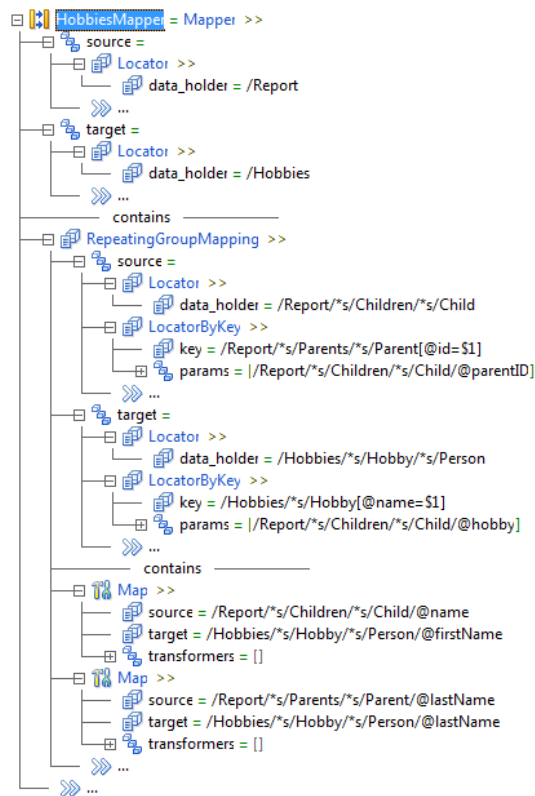 HobbiesMapper = Mapper >>
source =
Locator >>
data_holder = /Report
...
target =
Locator >>
data_holder = /Hobbies
...
contains
RepeatingGroupMapping >>
source =
Locator >>
data_holder = /Report/*s/Children/*s/Child
LocatorByKey >>
key = /Report/*s/Parents/*s/Parent[@id=$1]
params = |/Report/*s/Children/*s/Child/@parentID]
...
target =
Locator >>
data_holder = /Hobbies/*s/Hobby/*s/Person
LocatorByKey >>
key = /Hobbies/*s/Hobby[@name=$1]
params = |/Report/*s/Children/*s/Child/@hobby]
...
contains
Map >>
source = /Report/*s/Children/*s/Child/@name
target = /Hobbies/*s/Hobby/*s/Person/@firstName
transformers = []
Map >>
source = /Report/*s/Parents/*s/Parent/@lastName
target = /Hobbies/*s/Hobby/*s/Person/@lastName
transformers = []
...
...